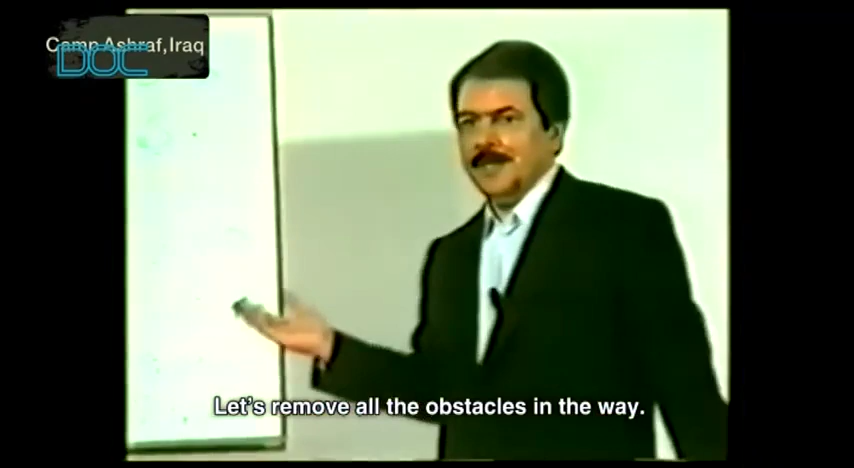 Camp Ashraf, Iraq
DOC
Let's remove all the obstacles in the way.